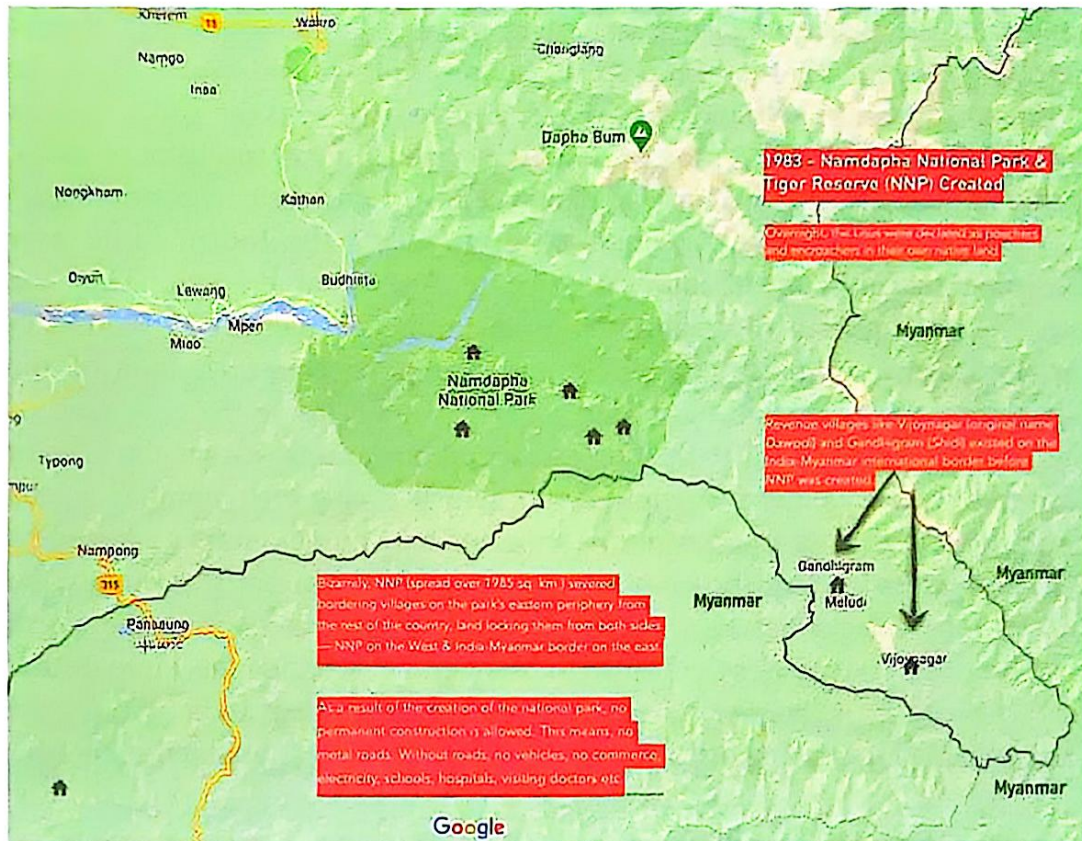 Kherem
11
Wakro
Namgo
Inao
Changlang
Dapha Bum
1983 - Namdapha National Park &
Tiger Reserve (NNP) Created
Nongkham
Kathan
Overnight, the Lisus were declared as poachers
and encroachers in their own native land
Diyun
Lewang
Budhista
Mpen
Miao
Myanmar
Namdapha
National Park
Revenue villages like Vijoynagar (original name
Dawodi) and Gandhigram (Shidi) existed on the
India-Myanmar international border before
NNP was created
Typong
mpur
Nampong
315
Gandhigram
Meludi
Bizarrely, NNP (spread over 1985 sq. km.) severed
bordering villages on the park's eastern periphery from
the rest of the country, land locking them from both sides
— NNP on the West & India-Myanmar border on the east
Myanmar
Pansaung
Vijoynagar
As a result of the creation of the national park, no
permanent construction is allowed. This means, no
metal roads. Without roads, no vehicles, no commerce
electricity, schools, hospitals, visiting doctors etc
Myanmar
Google